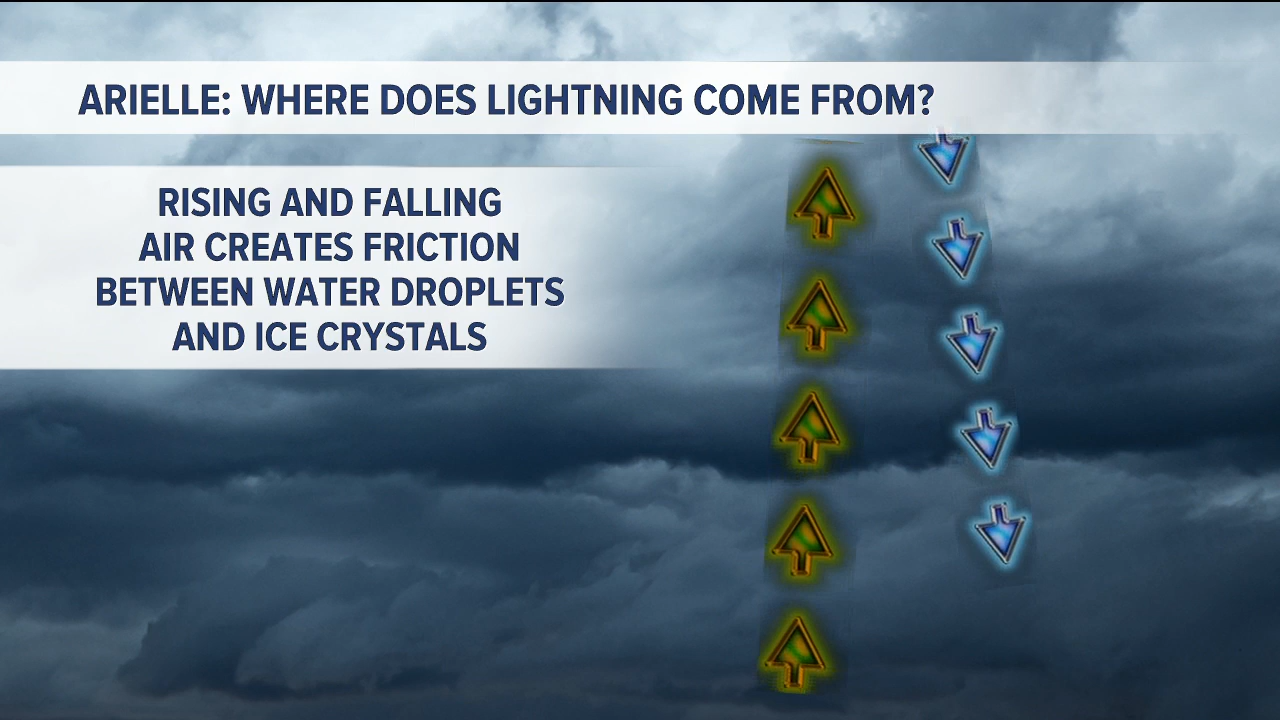 ARIELLE: WHERE DOES LIGHTNING COME FROM?
RISING AND FALLING
AIR CREATES FRICTION
BETWEEN WATER DROPLETS
AND ICE CRYSTALS